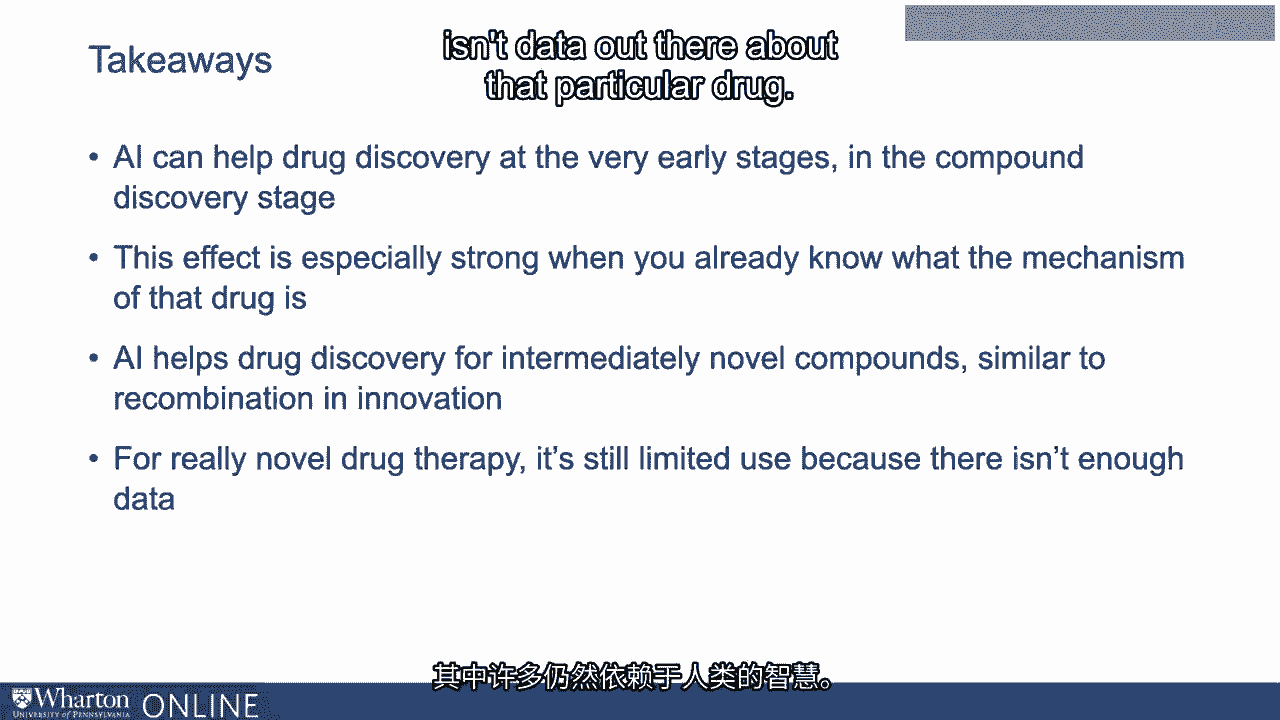 isn't data out there about
that particular drug.
Takeaways
• AI can help drug discovery at the very early stages, in the compound
discovery stage
• This effect is especially strong when you already know what the mechanism
of that drug is
• AI helps drug discovery for intermediately novel compounds, similar to
recombination in innovation
• For really novel drug therapy, it’s still limited use because there isn’t enough
data
其中许多仍然依赖于人类的智慧。
Wharton ONLINE
UNIVERSITY of PENNSYLVANIA